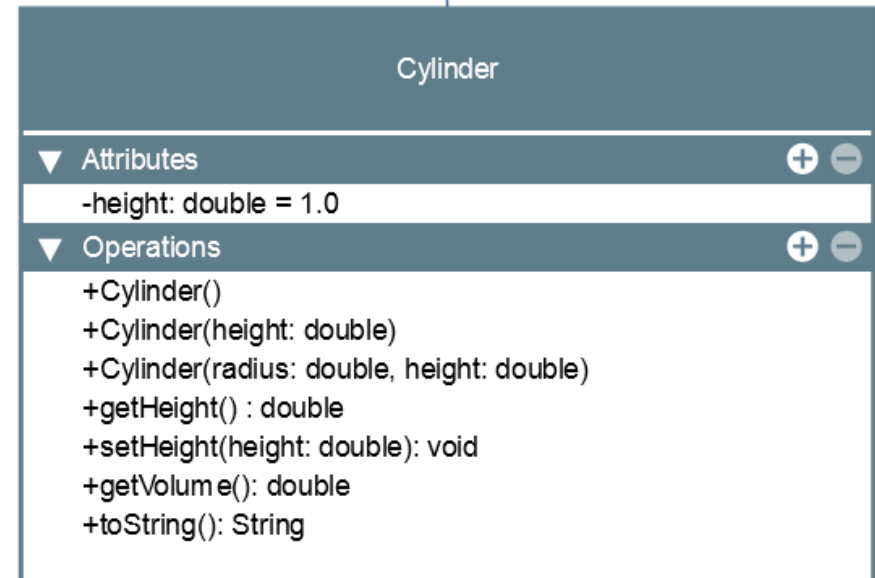 Cylinder
Attributes
-height: double = 1.0
Operations
+Cylinder()
+Cylinder(height: double)
+Cylinder(radius: double, height: double)
+getHeight() : double
+setHeight(height: double): void
+getVolume(): double
+toString(): String